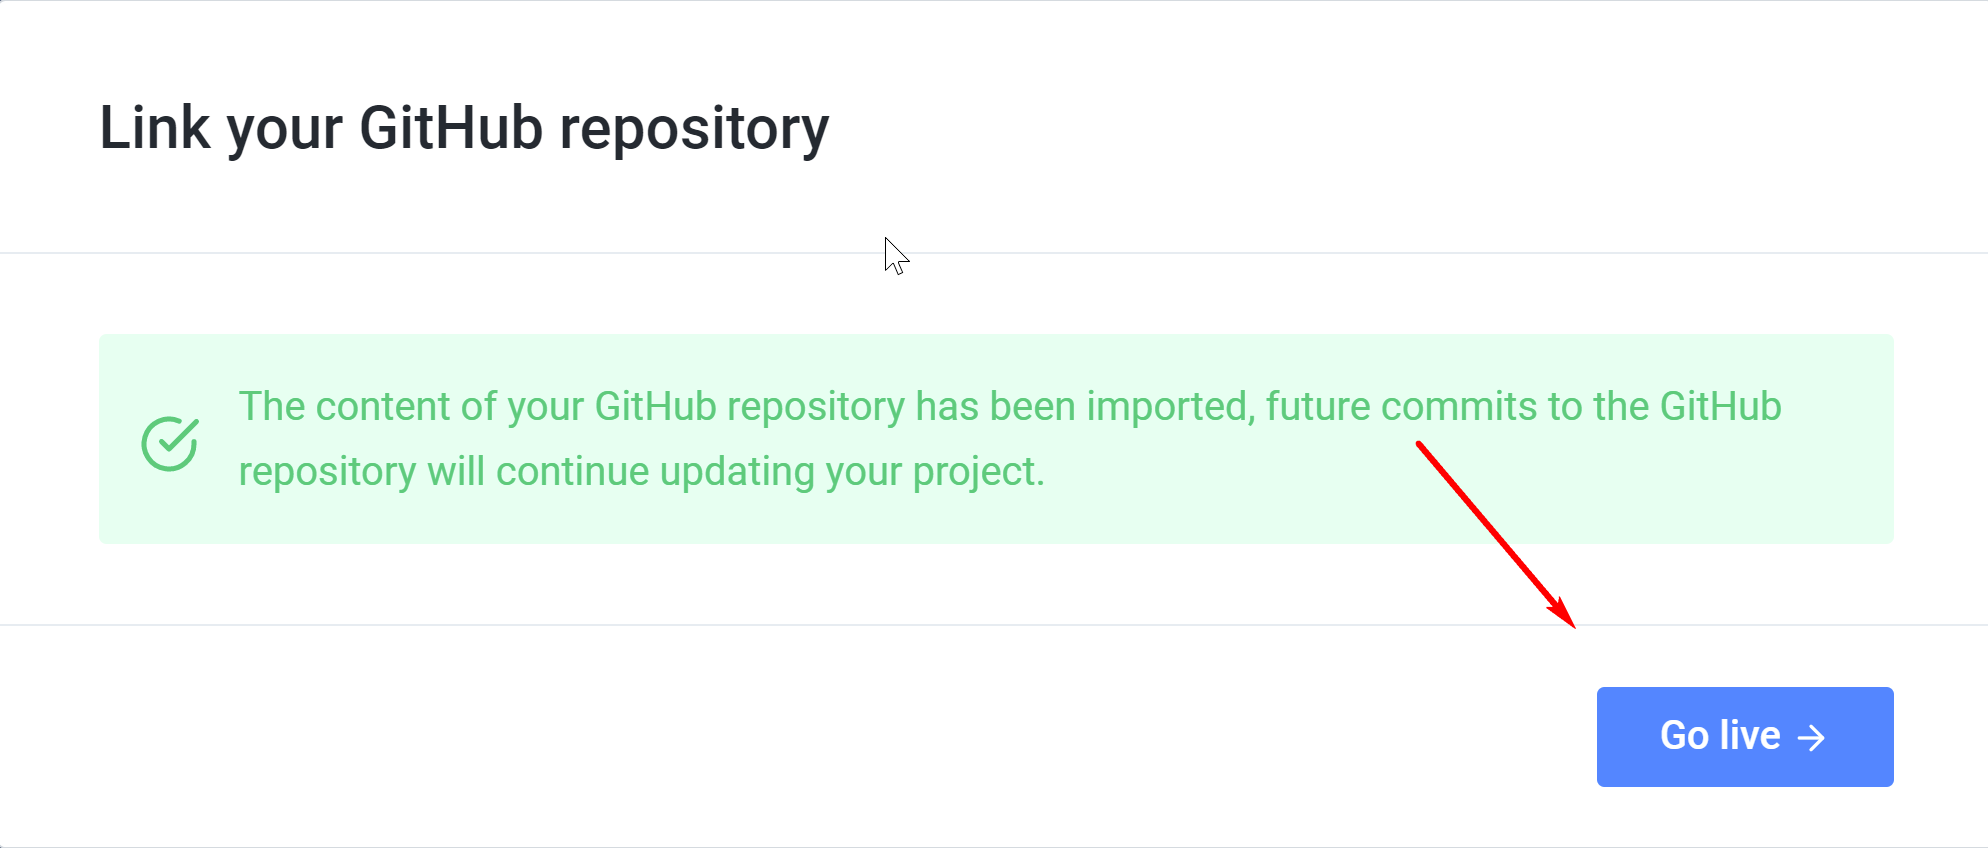 Link your GitHub repository
The content of your GitHub repository has been imported, future commits to the GitHub
repository will continue updating your project.
Go live →